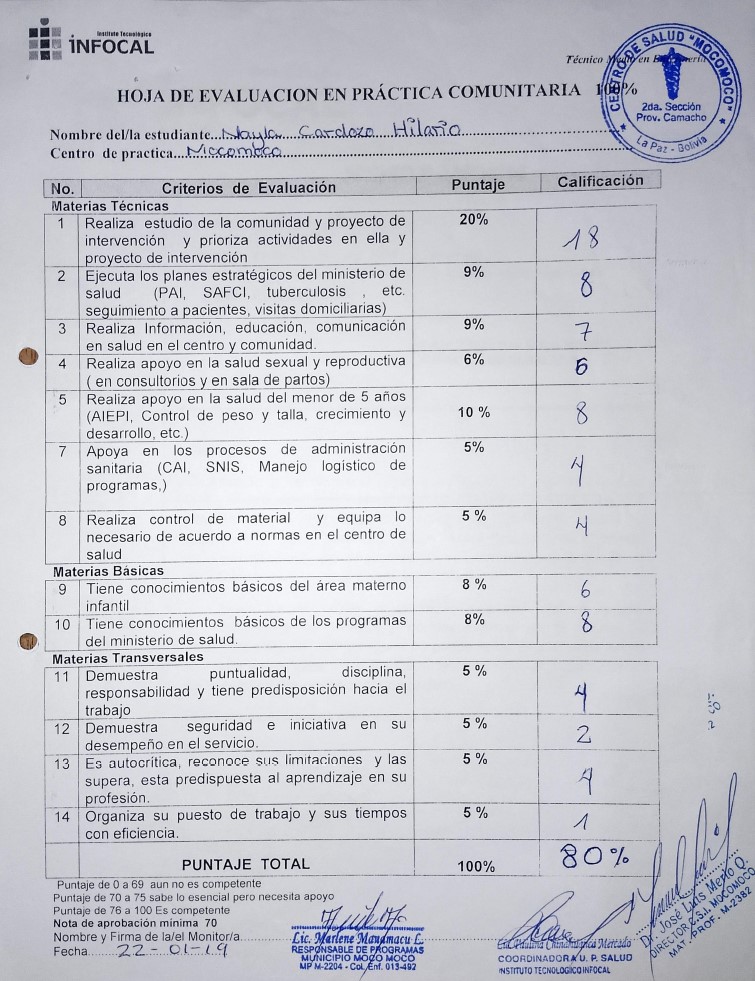 Instituto Tecnológico
INFOCAL
Técnico Medio en Enfermería
HOJA DE EVALUACION EN PRÁCTICA COMUNITARIA 100%
CENTRO DE SALUD "MOCOMOCO"
2da. Sección
Prov. Camacho
La Paz - Bolivia
Nombre del/la estudiante...Nayla Cardozo Hilario
Centro de practica...Moccomoco
No. Criterios de Evaluación Puntaje Calificación
Materias Técnicas
1 Realiza estudio de la comunidad y proyecto de 20% 18
intervención y prioriza actividades en ella y
proyecto de intervención
2 Ejecuta los planes estratégicos del ministerio de 9% 8
salud (PAI, SAFCI, tuberculosis , etc.
seguimiento a pacientes, visitas domiciliarias)
3 Realiza Información, educación, comunicación 9% 7
en salud en el centro y comunidad.
4 Realiza apoyo en la salud sexual y reproductiva 6% 6
( en consultorios y en sala de partos)
5 Realiza apoyo en la salud del menor de 5 años 10 % 8
(AIEPI, Control de peso y talla, crecimiento y
desarrollo, etc.)
7 Apoya en los procesos de administración 5% 4
sanitaria (CAI, SNIS, Manejo logístico de
programas,)
8 Realiza control de material y equipa lo 5 % 4
necesario de acuerdo a normas en el centro de
salud
Materias Básicas
9 Tiene conocimientos básicos del área materno 8 % 6
infantil
10 Tiene conocimientos básicos de los programas 8% 8
del ministerio de salud.
Materias Transversales
11 Demuestra puntualidad, disciplina, 5 % 4
responsabilidad y tiene predisposición hacia el
trabajo
12 Demuestra seguridad e iniciativa en su 5 % 2
desempeño en el servicio.
13 Es autocrítica, reconoce sus limitaciones y las 5 % 4
supera, esta predispuesta al aprendizaje en su
profesión.
14 Organiza su puesto de trabajo y sus tiempos 5 % 1
con eficiencia.
PUNTAJE TOTAL 100% 80%
Puntaje de 0 a 69 aun no es competente
Puntaje de 70 a 75 sabe lo esencial pero necesita apoyo
Puntaje de 76 a 100 Es competente
Nota de aprobación mínima 70
Nombre y Firma de la/el Monitor/a
Fecha 22-01-19
Lic. Marlene Mamamacu L.
RESPONSABLE DE PROGRAMAS
MUNICIPIO MOCO MOCO
MP M-2204 - Col. Enf. 013-492
Lic. Paulina Mercado
COORDINADORA U. P. SALUD
INSTITUTO TECNOLOGICO INFOCAL
Dr. José Luis Merlo Q.
DIRECTOR C.S.I. MOCOMOCO
MAT. PROF. M-2382